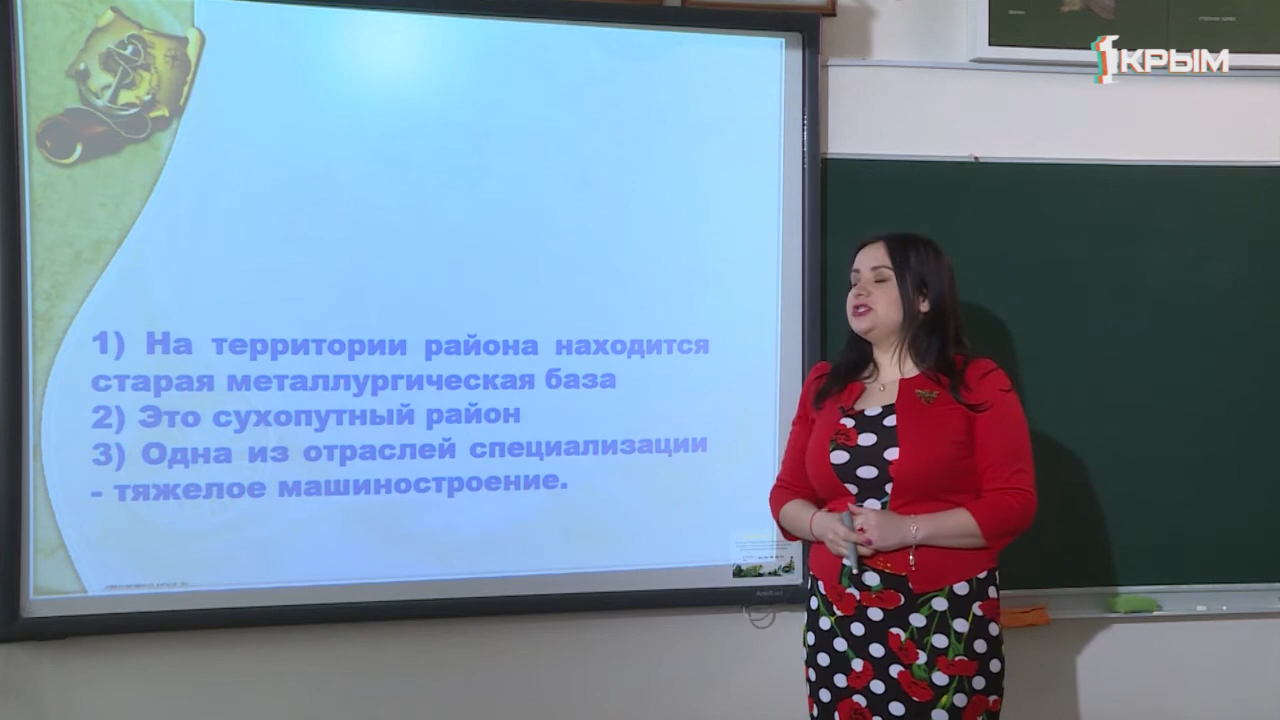 1КРЫМ
1) На территории района находится
старая металлургическая база
2) Это сухопутный район
3) Одна из отраслей специализации
- тяжелое машиностроение.